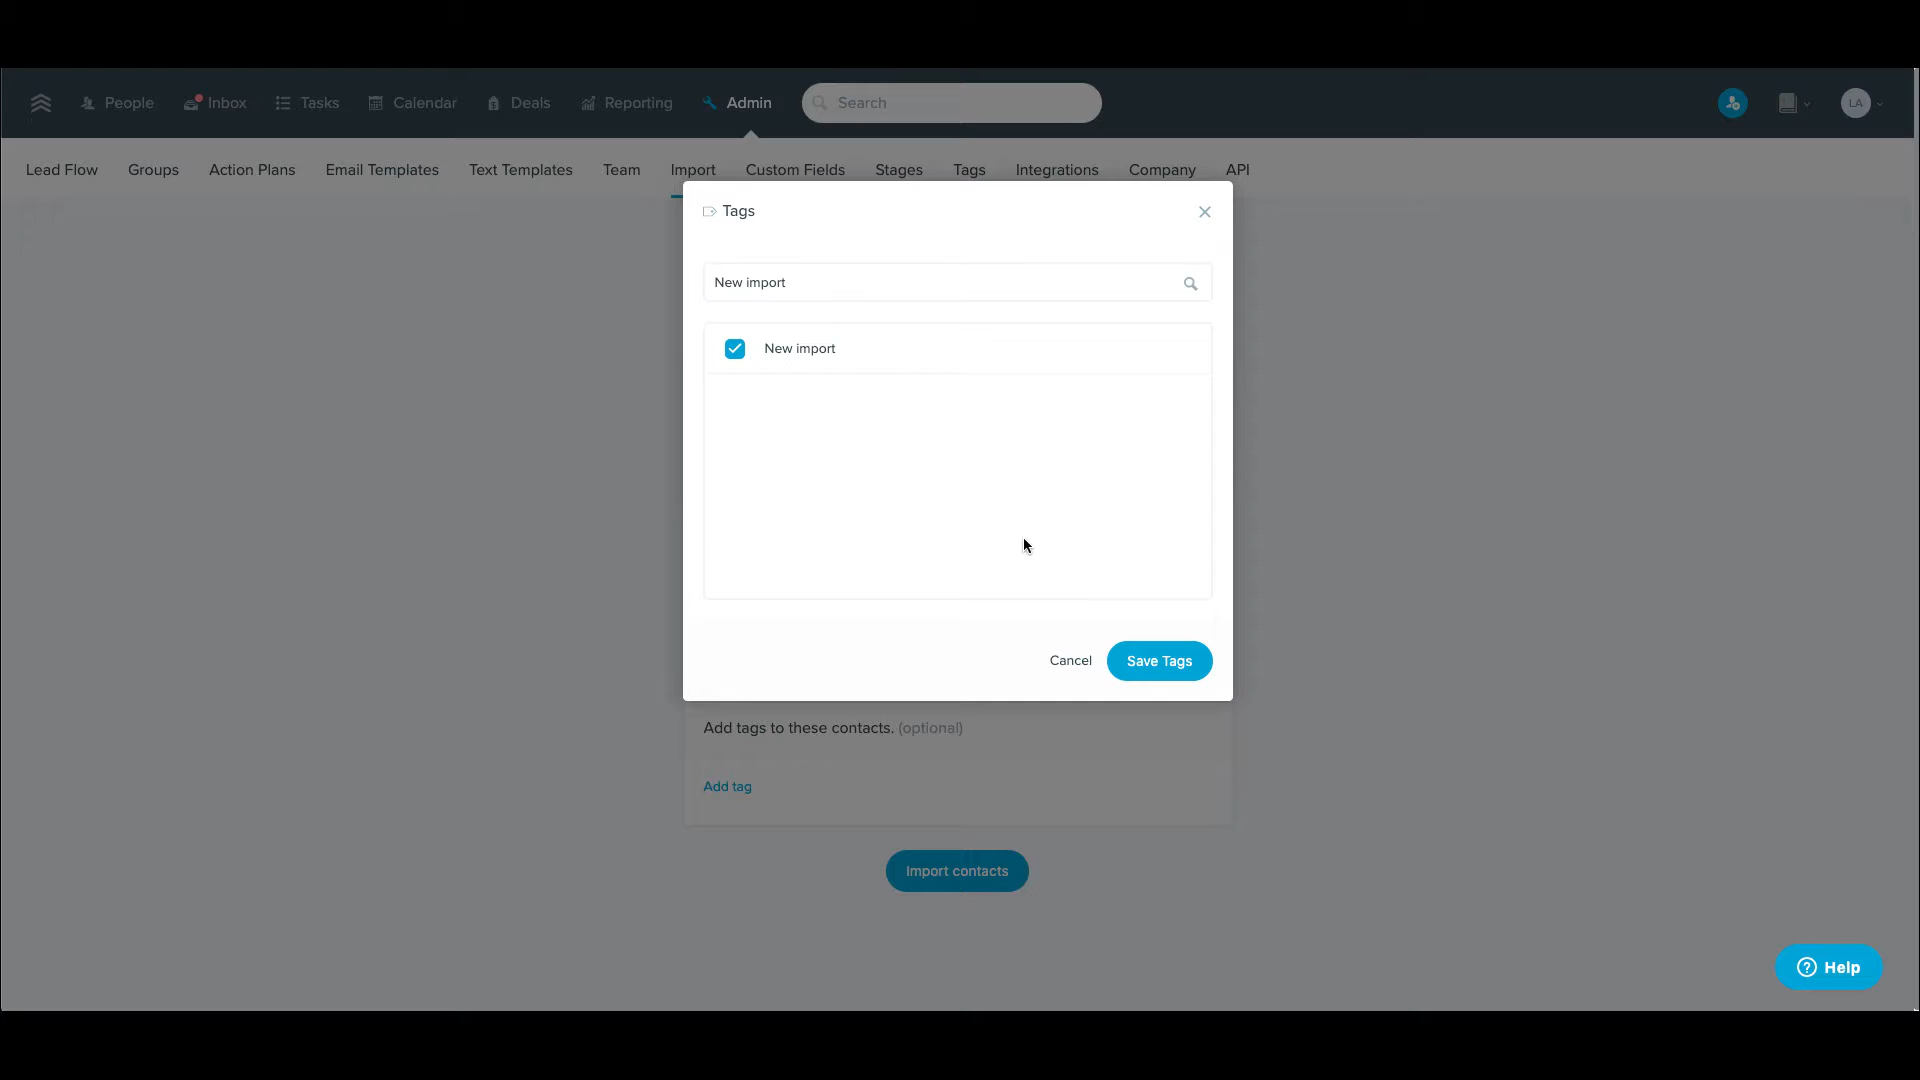 People Inbox Tasks Calendar Deals Reporting Admin Search LA
Lead Flow Groups Action Plans Email Templates Text Templates Team Import Custom Fields Stages Tags Integrations Company API
Tags
New import
New import
Cancel Save Tags
Add tags to these contacts. (optional)
Add tag
Import contacts
Help